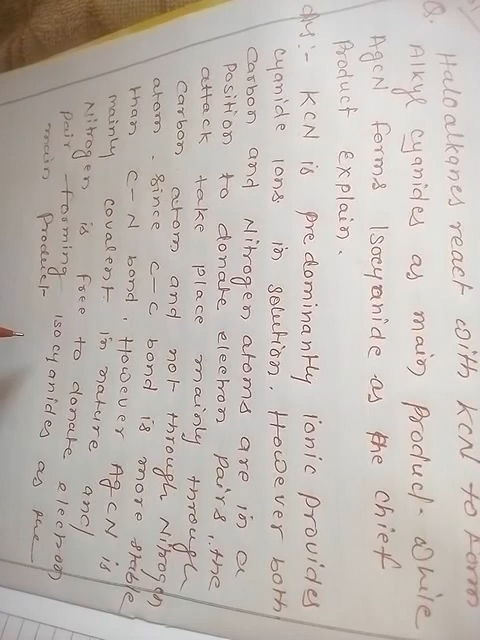 Q. Haloalkanes react with KCN to form
Alkyl cyanides as main product. While
AgCN forms Isocyanide as the chief
Product Explain.
Ans:- KCN is predominantly ionic provides
cyanide ions in solution. However both
Carbon and Nitrogen atoms are in a
Position to donate electron pairs, the
attack take place mainly through
Carbon atom and not through Nitrogen
atom. Since C-C bond is more stable
than C-N bond. However AgCN is
mainly covalent in nature and
Nitrogen is free to donate electron
pair forming isocyanides as the
main product